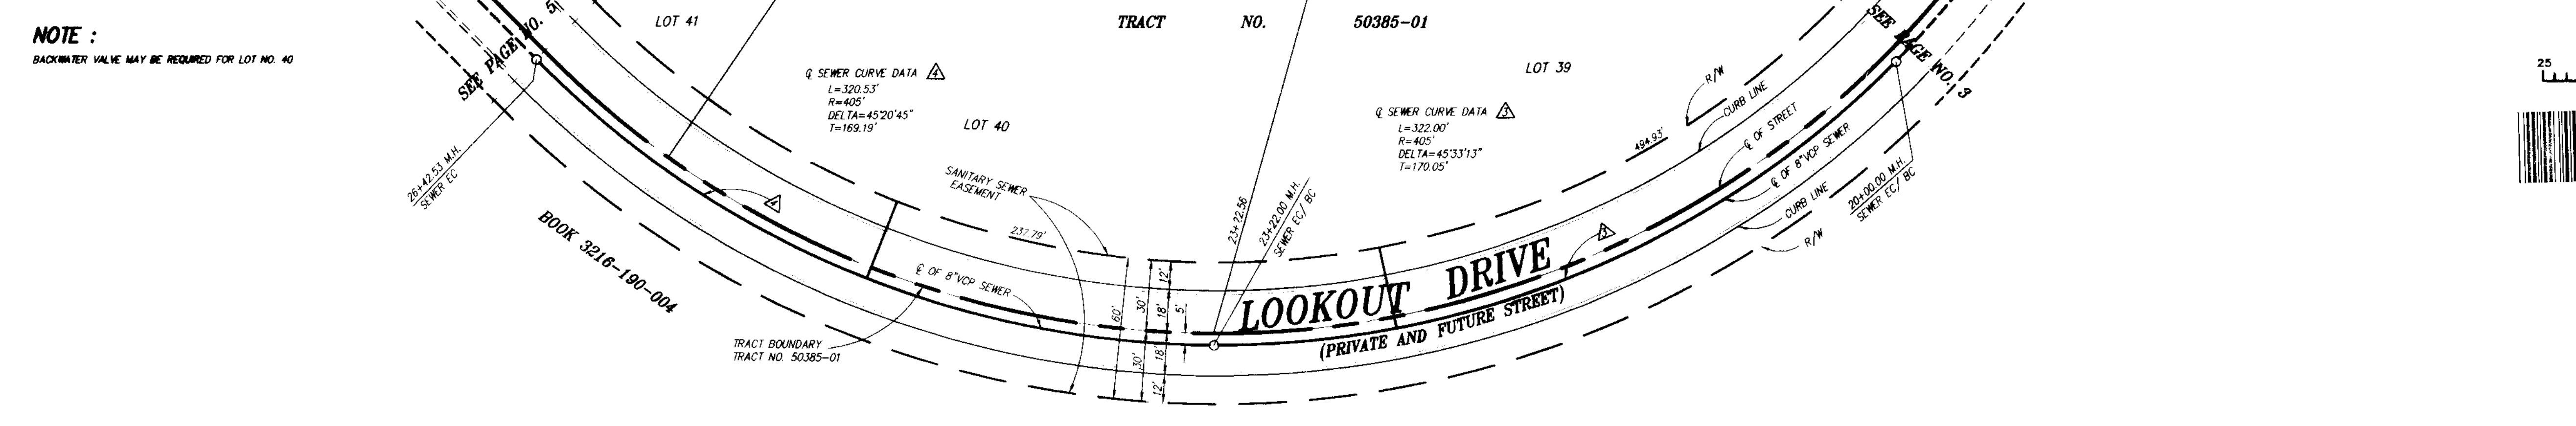 NOTE :
BACKWATER VALVE MAY BE REQUIRED FOR LOT NO. 40
SEE PAGE NO. 5
LOT 41
TRACT NO. 50385-01
SEE PAGE NO. 3
25
℄ SEWER CURVE DATA 4
L=320.53'
R=405'
DELTA=45°20'45"
T=169.19'
LOT 40
℄ SEWER CURVE DATA 3
L=322.00'
R=405'
DELTA=45°33'13"
T=170.05'
LOT 39
R/W
CURB LINE
494.93'
℄ OF STREET
℄ OF 8"VCP SEWER
CURB LINE
R/W
20+00.00 M.H.
SEWER EC/ BC
26+42.53 M.H.
SEWER EC
4
SANITARY SEWER
EASEMENT
237.79'
23+22.56
23+22.00 M.H.
SEWER EC/ BC
3
BOOK 3216-190-004
℄ OF 8"VCP SEWER
60'
30'
30'
12'
18'
18'
12'
5'
LOOKOUT DRIVE
(PRIVATE AND FUTURE STREET)
TRACT BOUNDARY
TRACT NO. 50385-01